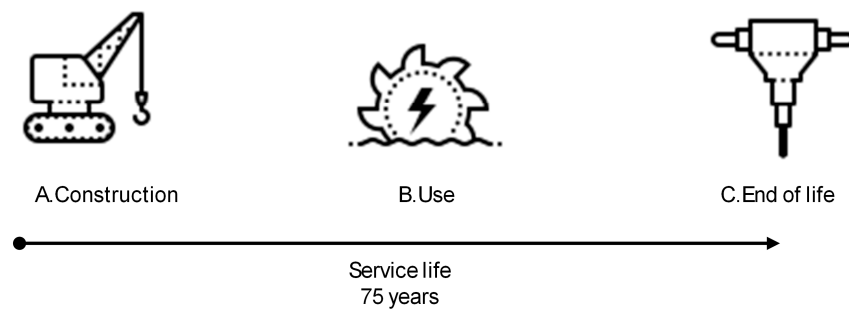 A.Construction
B.Use
C.End of life
Service life
75 years